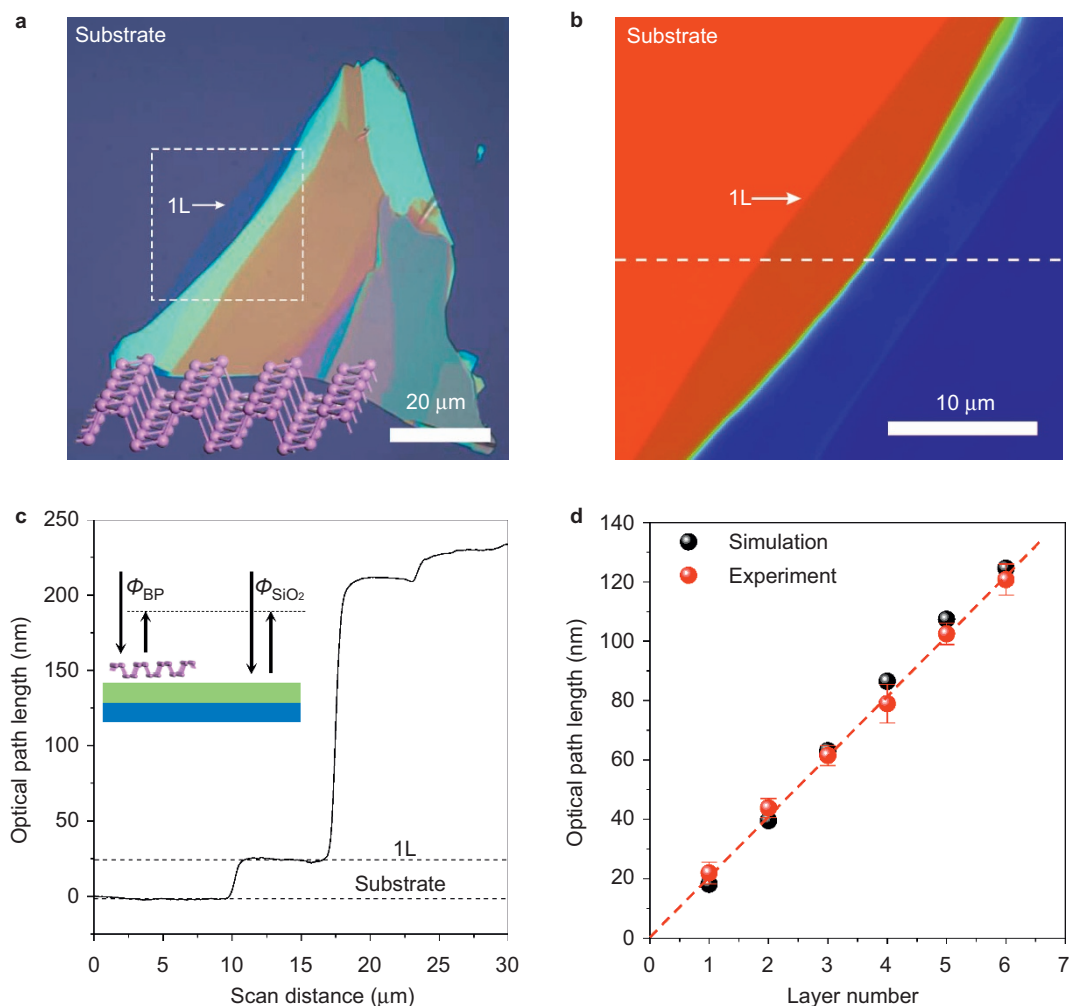 a
Substrate
1L
20 μm
b
Substrate
1L
10 μm
c
250
200
150
100
50
0
Optical path length (nm)
ΦBP
ΦSiO₂
1L
Substrate
0 5 10 15 20 25 30
Scan distance (μm)
d
140
120
100
80
60
40
20
0
Optical path length (nm)
Simulation
Experiment
0 1 2 3 4 5 6 7
Layer number